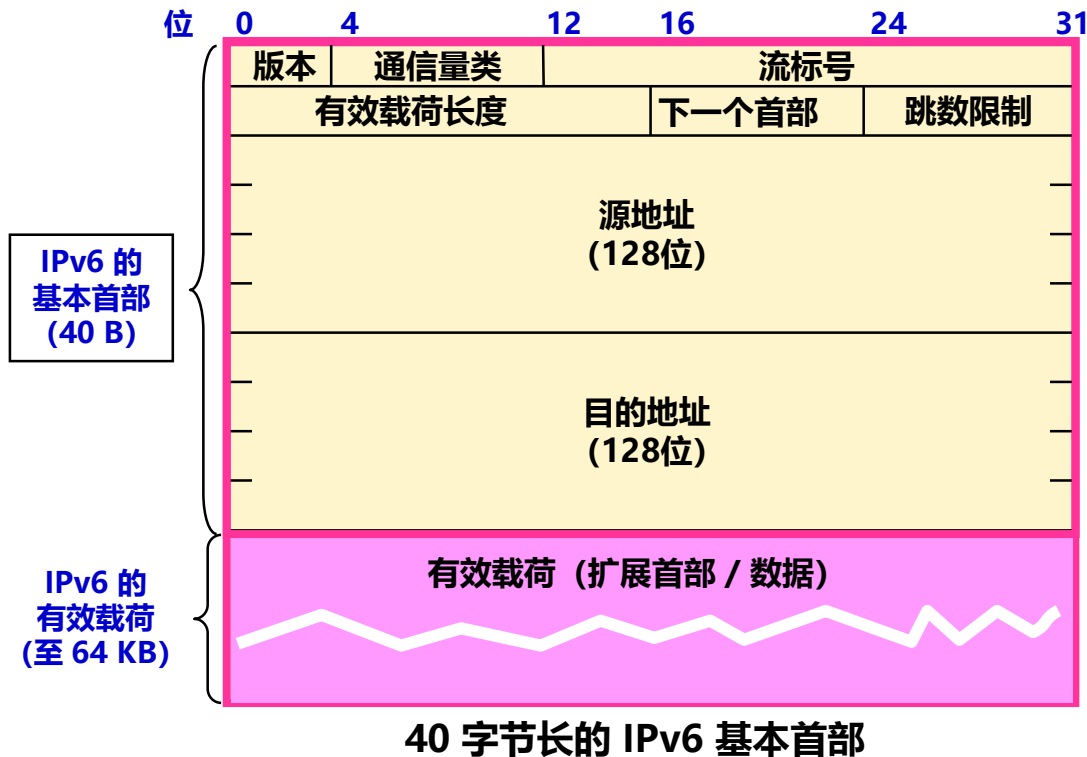 位 0 4 12 16 24 31
版本 通信量类 流标号
有效载荷长度 下一个首部 跳数限制
源地址
(128位)
IPv6 的
基本首部
(40 B)
目的地址
(128位)
有效载荷（扩展首部 / 数据）
IPv6 的
有效载荷
(至 64 KB)
40 字节长的 IPv6 基本首部